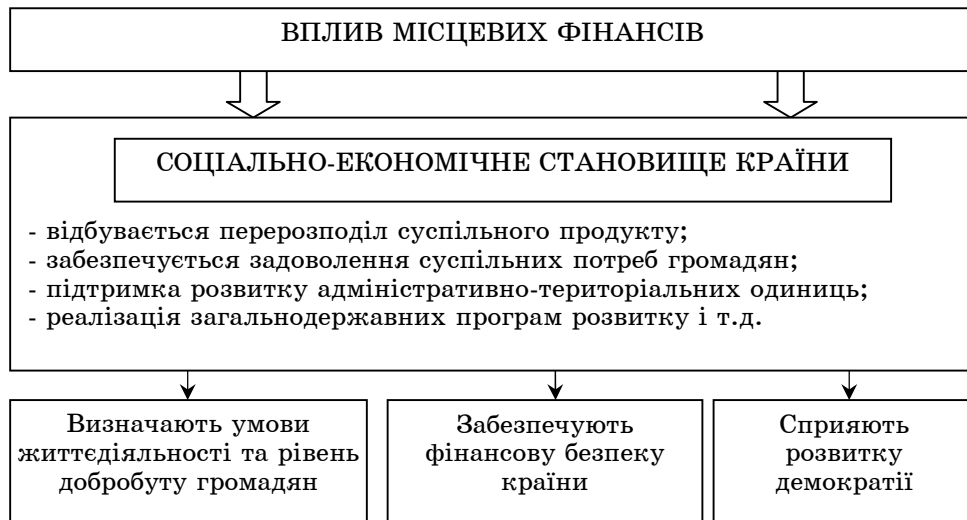 ВПЛИВ МІСЦЕВИХ ФІНАНСІВ
СОЦІАЛЬНО-ЕКОНОМІЧНЕ СТАНОВИЩЕ КРАЇНИ
- відбувається перерозподіл суспільного продукту;
- забезпечується задоволення суспільних потреб громадян;
- підтримка розвитку адміністративно-територіальних одиниць;
- реалізація загальнодержавних програм розвитку і т.д.
Визначають умови
життєдіяльності та рівень
добробуту громадян
Забезпечують
фінансову безпеку
країни
Сприяють
розвитку
демократії